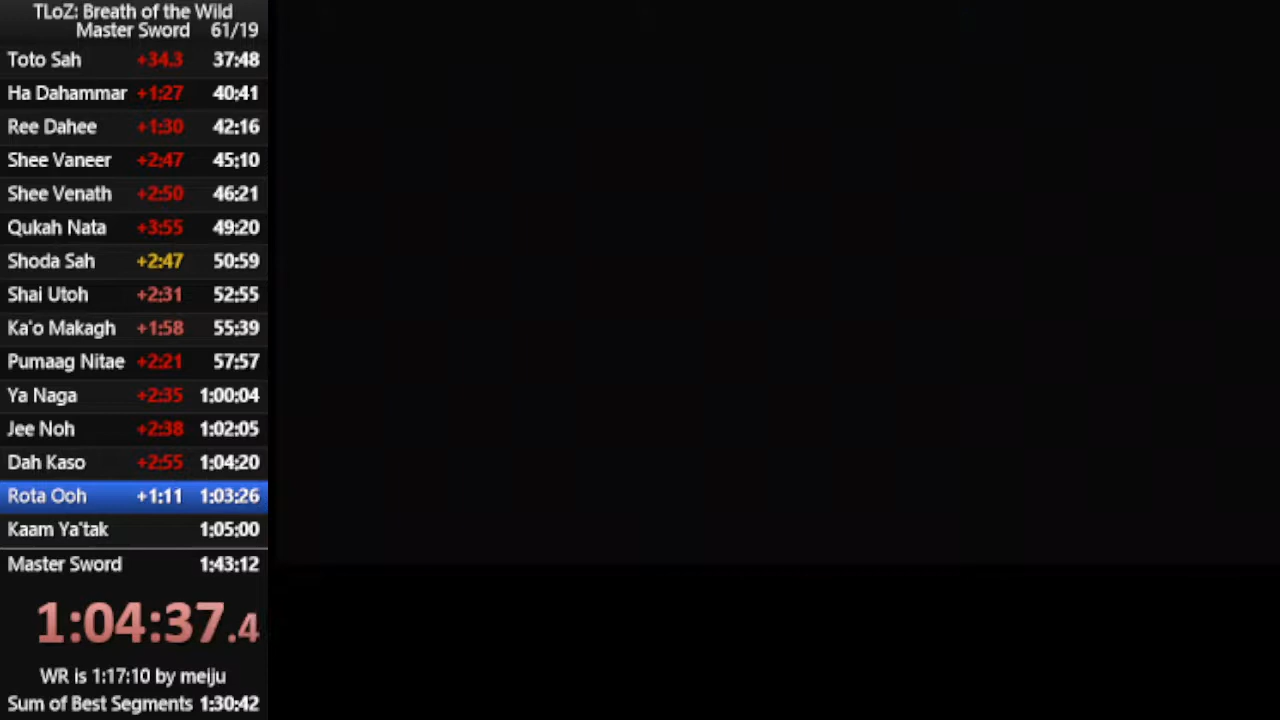 TLoZ: Breath of the Wild
Master Sword 61/19
Toto Sah +34.3 37:48
Ha Dahammar +1:27 40:41
Ree Dahee +1:30 42:16
Shee Vaneer +2:47 45:10
Shee Venath +2:50 46:21
Qukah Nata +3:55 49:20
Shoda Sah +2:47 50:59
Shai Utoh +2:31 52:55
Ka'o Makagh +1:58 55:39
Pumaag Nitae +2:21 57:57
Ya Naga +2:35 1:00:04
Jee Noh +2:38 1:02:05
Dah Kaso +2:55 1:04:20
Rota Ooh +1:11 1:03:26
Kaam Ya'tak 1:05:00
Master Sword 1:43:12
1:04:37.4
WR is 1:17:10 by meiju
Sum of Best Segments 1:30:42